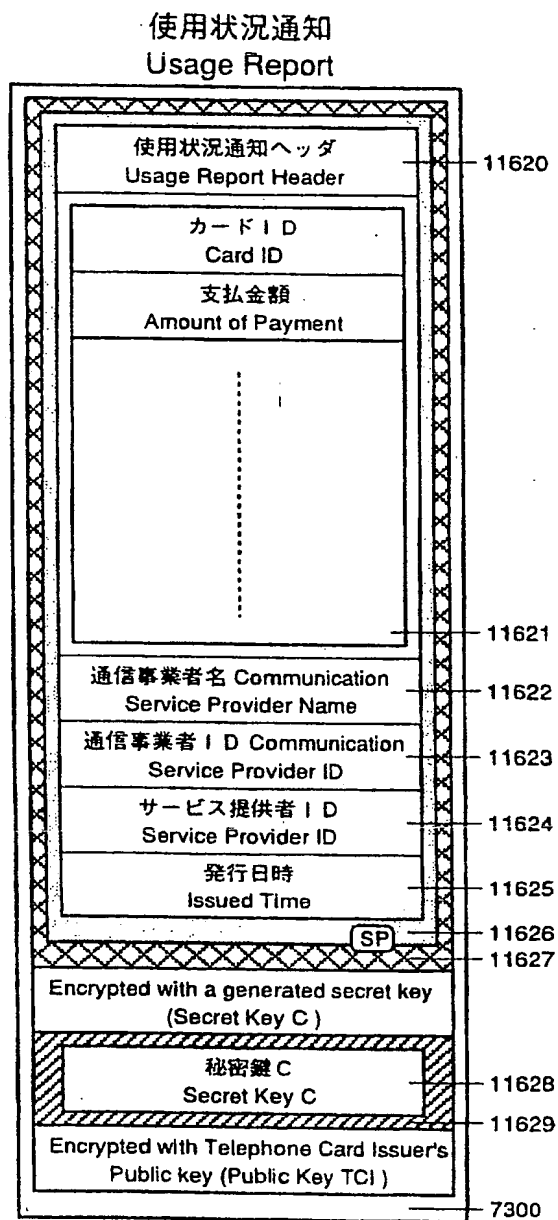 使用状況通知
Usage Report
使用状況通知ヘッダ
Usage Report Header
11620
カードID
Card ID
支払金額
Amount of Payment
11621
通信事業者名 Communication
Service Provider Name
11622
通信事業者ID Communication
Service Provider ID
11623
サービス提供者ID
Service Provider ID
11624
発行日時
Issued Time
11625
SP
11626
11627
Encrypted with a generated secret key
(Secret Key C)
秘密鍵C
Secret Key C
11628
11629
Encrypted with Telephone Card Issuer's
Public key (Public Key TCI)
7300